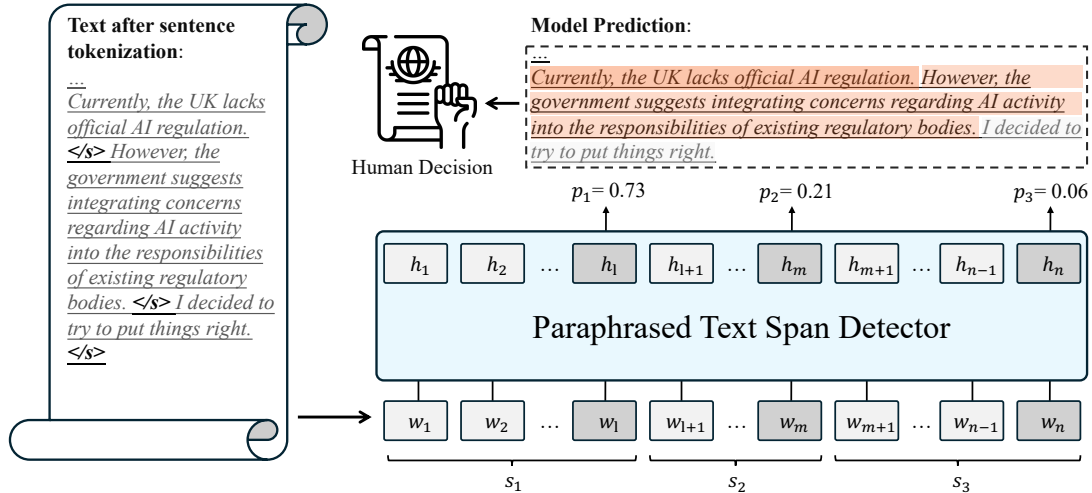 Text after sentence
tokenization:
...
Currently, the UK lacks
official AI regulation.
</s> However, the
government suggests
integrating concerns
regarding AI activity
into the responsibilities
of existing regulatory
bodies. </s> I decided to
try to put things right.
</s>
Human Decision
Model Prediction:
...
Currently, the UK lacks official AI regulation. However, the
government suggests integrating concerns regarding AI activity
into the responsibilities of existing regulatory bodies. I decided to
try to put things right.
p₁= 0.73 p₂= 0.21 p₃= 0.06
h₁ h₂ ... hₗ hₗ₊₁ ... hₘ hₘ₊₁ ... hₙ₋₁ hₙ
Paraphrased Text Span Detector
w₁ w₂ ... wₗ wₗ₊₁ ... wₘ wₘ₊₁ ... wₙ₋₁ wₙ
s₁ s₂ s₃